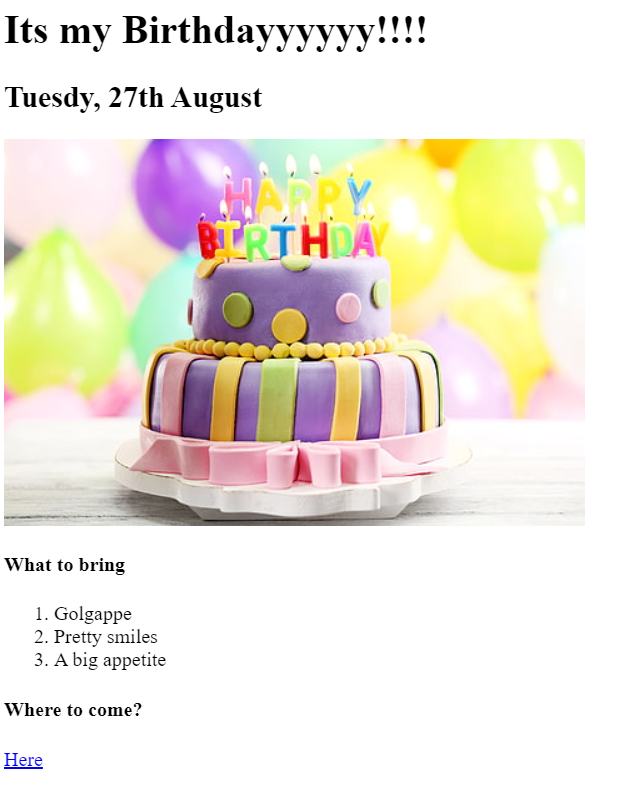 Its my Birthdayyyyyy!!!!
Tuesdy, 27th August
HAPPY
BIRTHDAY
What to bring
1. Golgappe
2. Pretty smiles
3. A big appetite
Where to come?
Here